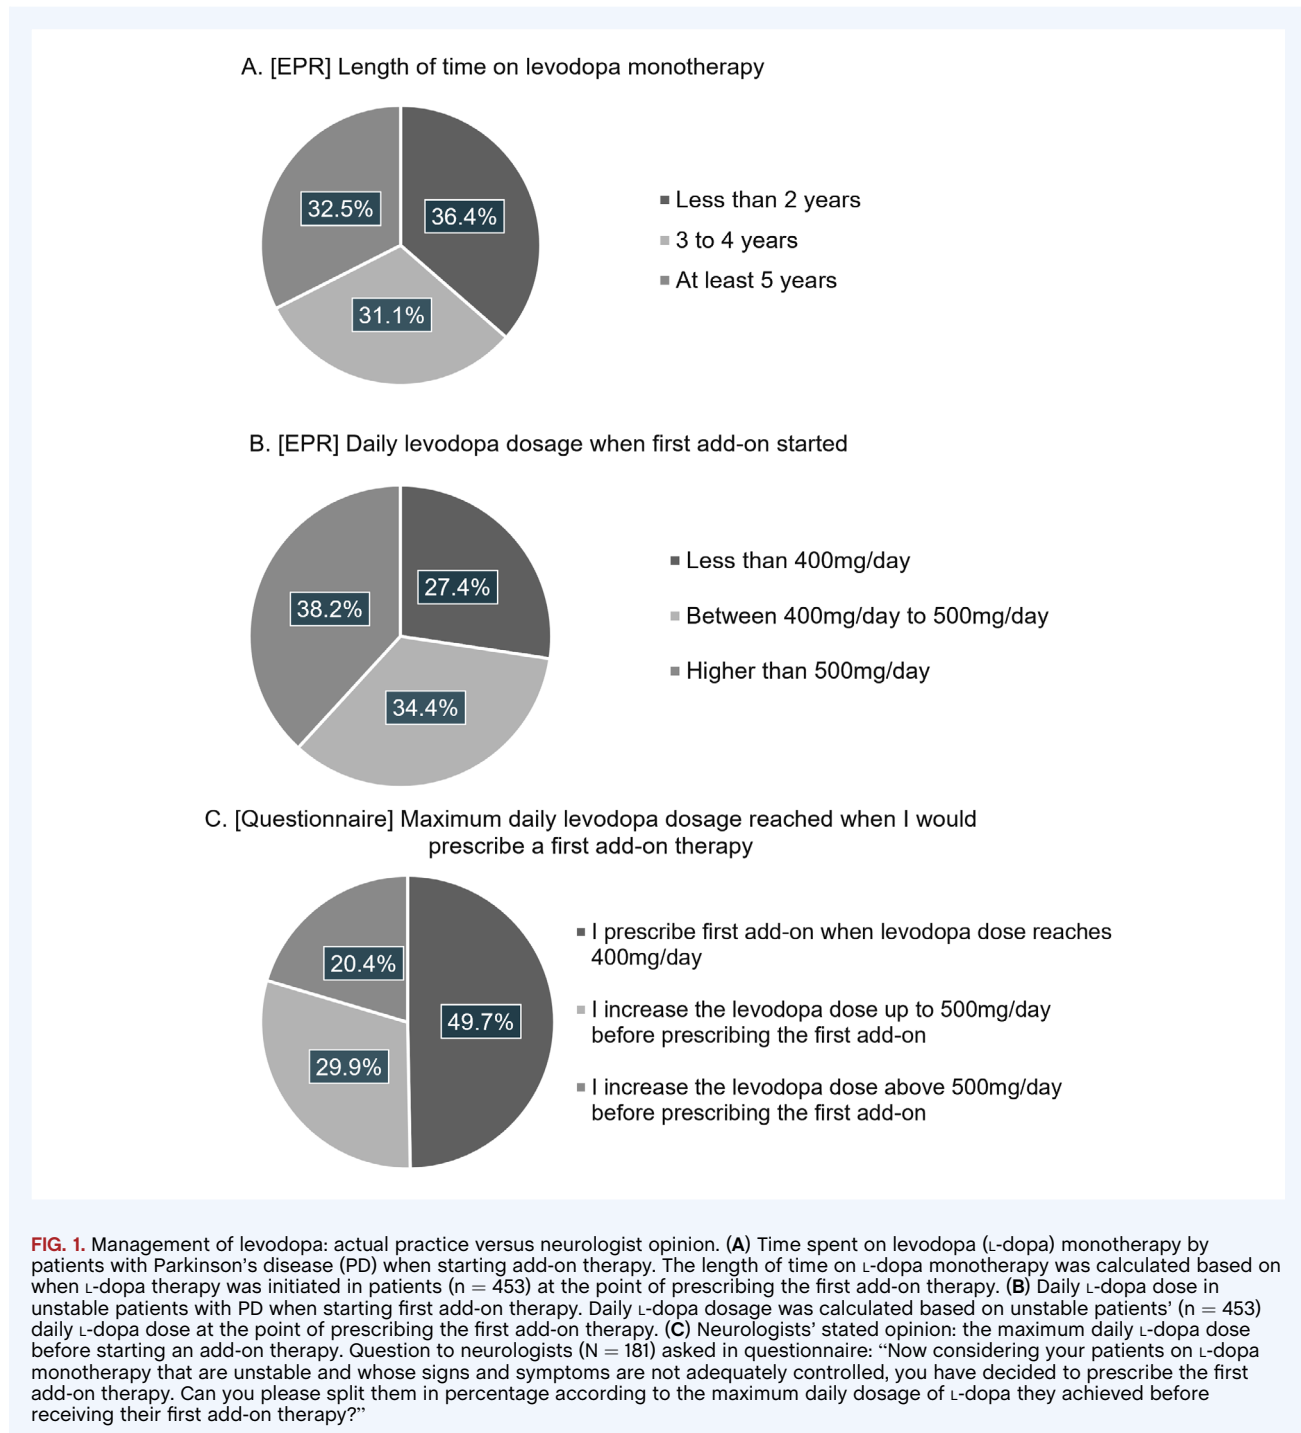 A. [EPR] Length of time on levodopa monotherapy
32.5%
36.4%
31.1%
Less than 2 years
3 to 4 years
At least 5 years
B. [EPR] Daily levodopa dosage when first add-on started
27.4%
38.2%
34.4%
Less than 400mg/day
Between 400mg/day to 500mg/day
Higher than 500mg/day
C. [Questionnaire] Maximum daily levodopa dosage reached when I would
prescribe a first add-on therapy
20.4%
49.7%
29.9%
I prescribe first add-on when levodopa dose reaches
400mg/day
I increase the levodopa dose up to 500mg/day
before prescribing the first add-on
I increase the levodopa dose above 500mg/day
before prescribing the first add-on
FIG. 1. Management of levodopa: actual practice versus neurologist opinion. (A) Time spent on levodopa (ʟ-dopa) monotherapy by
patients with Parkinson's disease (PD) when starting add-on therapy. The length of time on ʟ-dopa monotherapy was calculated based on
when ʟ-dopa therapy was initiated in patients (n = 453) at the point of prescribing the first add-on therapy. (B) Daily ʟ-dopa dose in
unstable patients with PD when starting first add-on therapy. Daily ʟ-dopa dosage was calculated based on unstable patients' (n = 453)
daily ʟ-dopa dose at the point of prescribing the first add-on therapy. (C) Neurologists' stated opinion: the maximum daily ʟ-dopa dose
before starting an add-on therapy. Question to neurologists (N = 181) asked in questionnaire: “Now considering your patients on ʟ-dopa
monotherapy that are unstable and whose signs and symptoms are not adequately controlled, you have decided to prescribe the first
add-on therapy. Can you please split them in percentage according to the maximum daily dosage of ʟ-dopa they achieved before
receiving their first add-on therapy?”